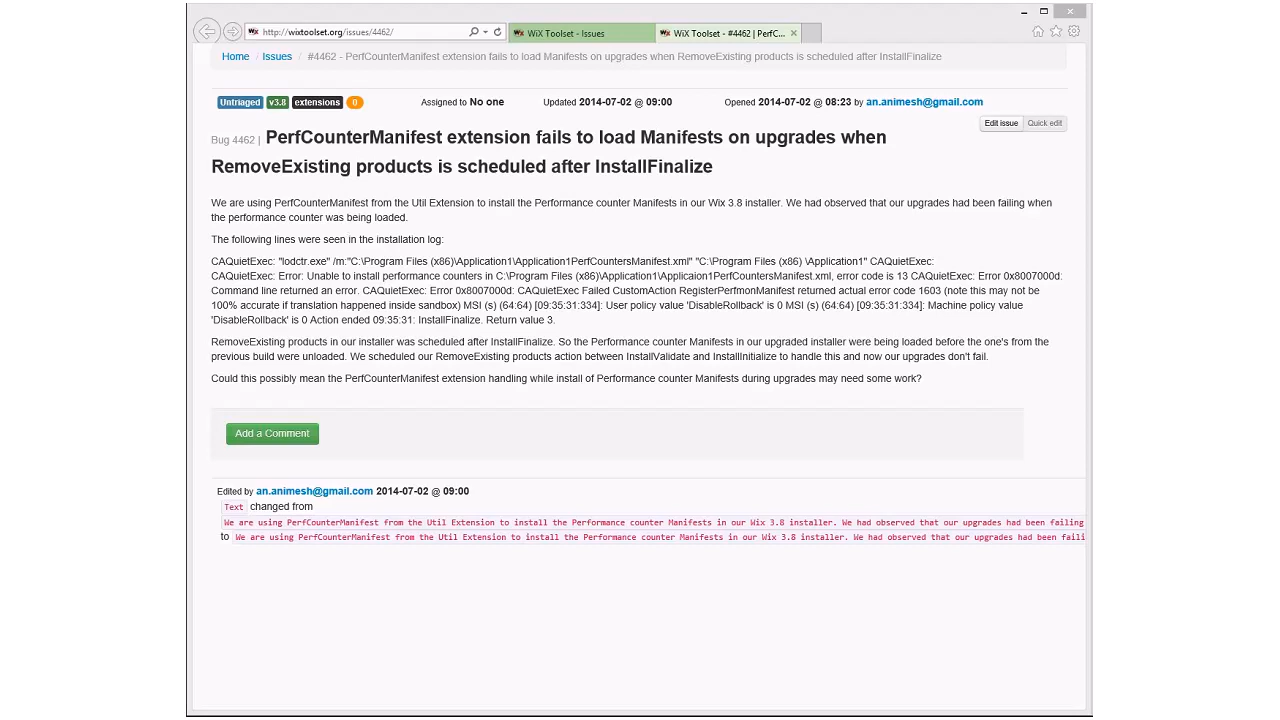 http://wixtoolset.org/issues/4462/
WiX Toolset - Issues
WiX Toolset - #4462 | PerfC...
Home / Issues / #4462 - PerfCounterManifest extension fails to load Manifests on upgrades when RemoveExisting products is scheduled after InstallFinalize
Untriaged v3.8 extensions 0 Assigned to No one Updated 2014-07-02 @ 09:00 Opened 2014-07-02 @ 08:23 by an.animesh@gmail.com
Edit issue Quick edit
Bug 4462 | PerfCounterManifest extension fails to load Manifests on upgrades when
RemoveExisting products is scheduled after InstallFinalize
We are using PerfCounterManifest from the Util Extension to install the Performance counter Manifests in our Wix 3.8 installer. We had observed that our upgrades had been failing when
the performance counter was being loaded.
The following lines were seen in the installation log:
CAQuietExec: "lodctr.exe" /m:"C:\Program Files (x86)\Application1\Application1PerfCountersManifest.xml" "C:\Program Files (x86) \Application1" CAQuietExec:
CAQuietExec: Error: Unable to install performance counters in C:\Program Files (x86)\Application1\Applicaion1PerfCountersManifest.xml, error code is 13 CAQuietExec: Error 0x8007000d:
Command line returned an error. CAQuietExec: Error 0x8007000d: CAQuietExec Failed CustomAction RegisterPerfmonManifest returned actual error code 1603 (note this may not be
100% accurate if translation happened inside sandbox) MSI (s) (64:64) [09:35:31:334]: User policy value 'DisableRollback' is 0 MSI (s) (64:64) [09:35:31:334]: Machine policy value
'DisableRollback' is 0 Action ended 09:35:31: InstallFinalize. Return value 3.
RemoveExisting products in our installer was scheduled after InstallFinalize. So the Performance counter Manifests in our upgraded installer were being loaded before the one's from the
previous build were unloaded. We scheduled our RemoveExisting products action between InstallValidate and InstallInitialize to handle this and now our upgrades don't fail.
Could this possibly mean the PerfCounterManifest extension handling while install of Performance counter Manifests during upgrades may need some work?
Add a Comment
Edited by an.animesh@gmail.com 2014-07-02 @ 09:00
Text changed from
We are using PerfCounterManifest from the Util Extension to install the Performance counter Manifests in our Wix 3.8 installer. We had observed that our upgrades had been failing
to We are using PerfCounterManifest from the Util Extension to install the Performance counter Manifests in our Wix 3.8 installer. We had observed that our upgrades had been faili